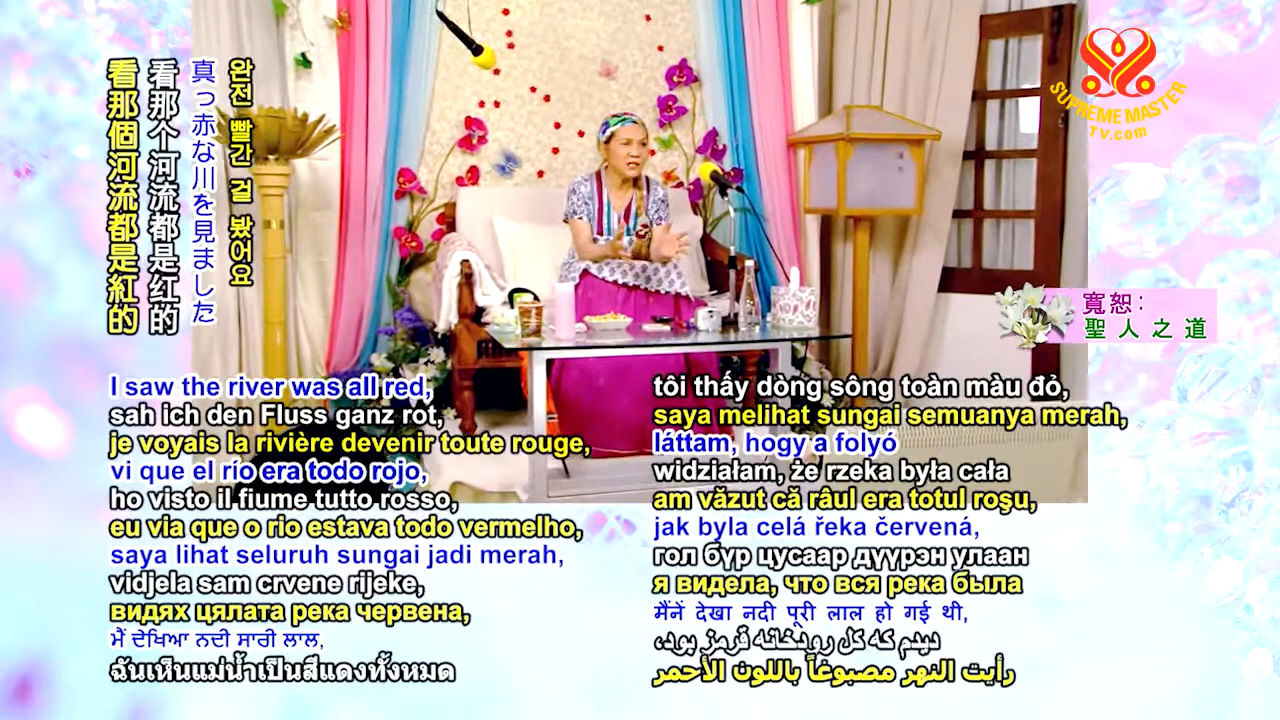 看那個河流都是紅的
看那个河流都是红的
真っ赤な川を見ました
완전 빨간 걸 봤어요
SUPREME MASTER
TV.com
寬恕：
聖人之道
I saw the river was all red,
sah ich den Fluss ganz rot,
je voyais la rivière devenir toute rouge,
vi que el río era todo rojo,
ho visto il fiume tutto rosso,
eu via que o rio estava todo vermelho,
saya lihat seluruh sungai jadi merah,
vidjela sam crvene rijeke,
видях цялата река червена,
ਮੈਂ ਦੇਖਿਆ ਨਦੀ ਸਾਰੀ ਲਾਲ,
ฉันเห็นแม่น้ำเป็นสีแดงทั้งหมด
tôi thấy dòng sông toàn màu đỏ,
saya melihat sungai semuanya merah,
láttam, hogy a folyó
widziałam, że rzeka była cała
am văzut că râul era totul roşu,
jak byla celá řeka červená,
гол бүр цусаар дүүрэн улаан
я видела, что вся река была
मैंनें देखा नदी पूरी लाल हो गई थी,
دیدم که کل رودخانه قرمز بود،
رأيت النهر مصبوغاً باللون الأحمر